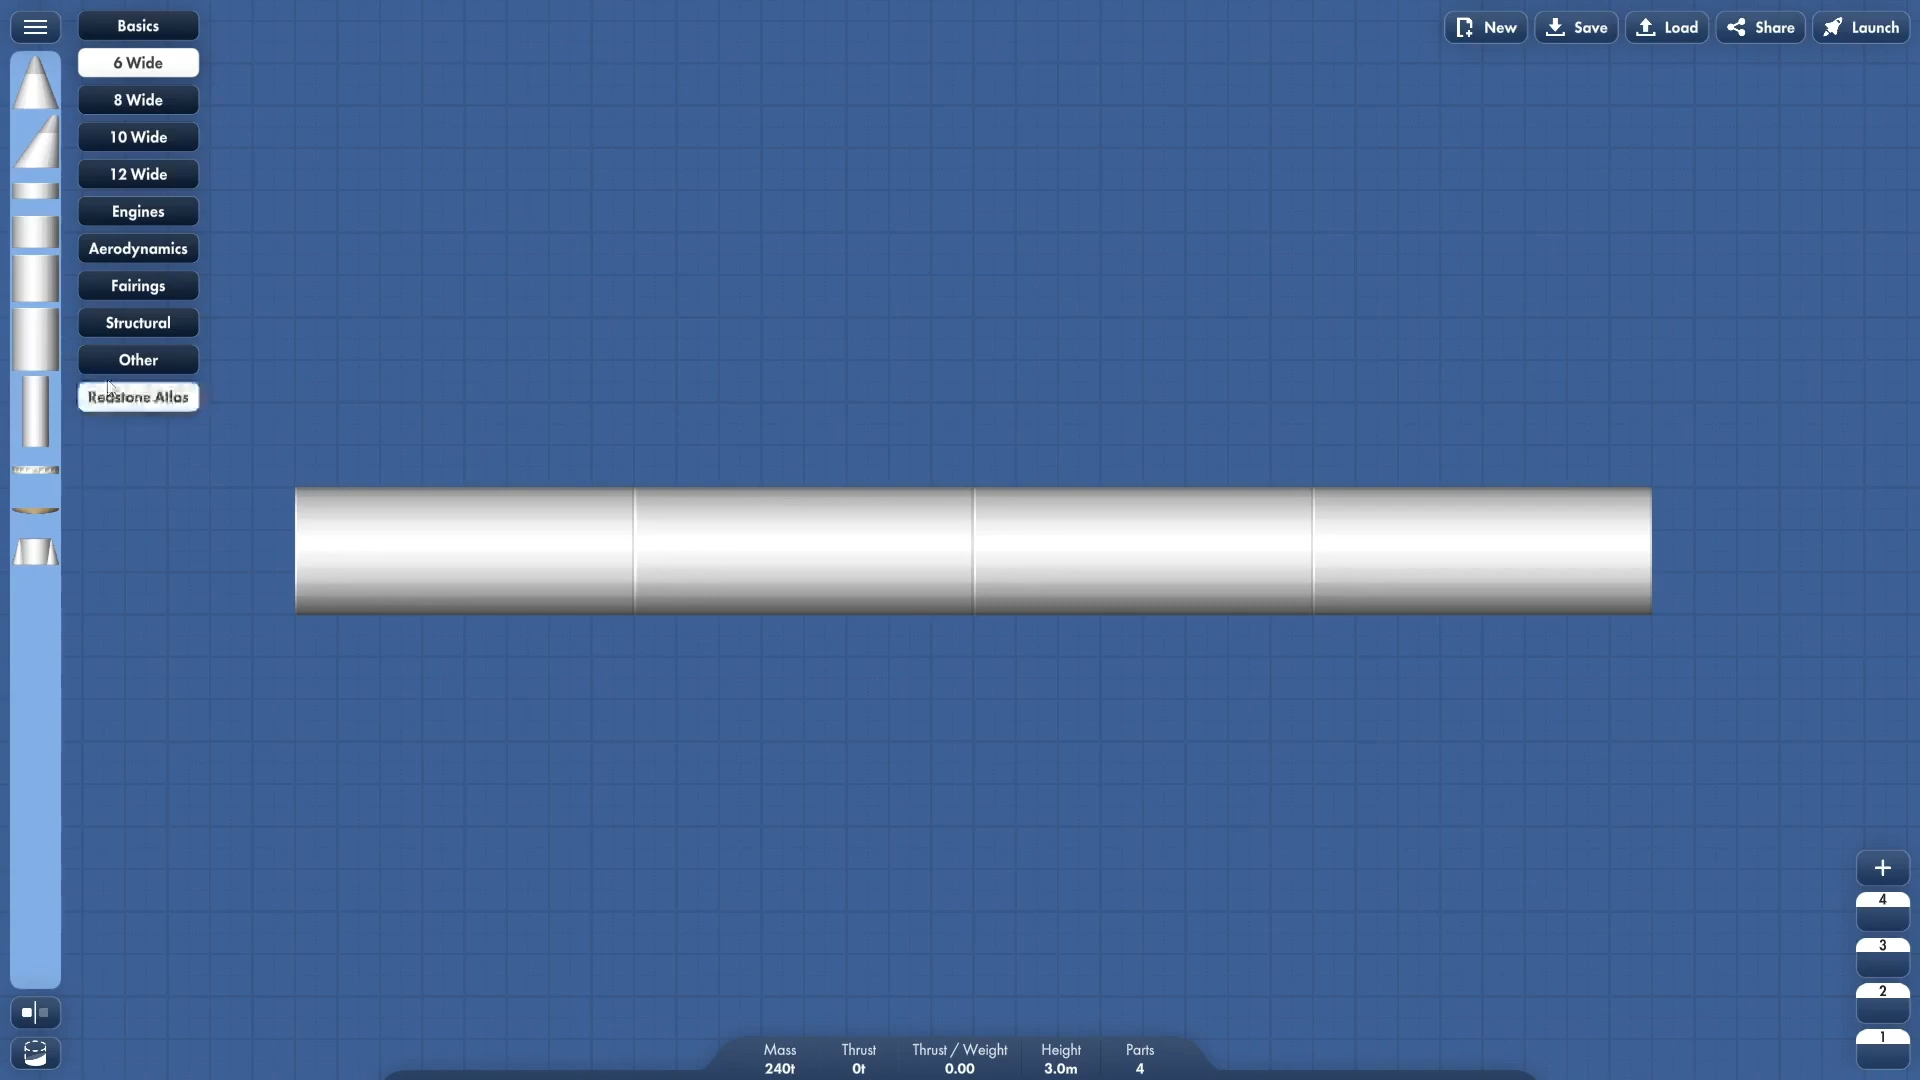 Basics
6 Wide
8 Wide
10 Wide
12 Wide
Engines
Aerodynamics
Fairings
Structural
Other
Redstone Atlas
New
Save
Load
Share
Launch
4
3
2
1
Mass
240t
Thrust
0t
Thrust / Weight
0.00
Height
3.0m
Parts
4